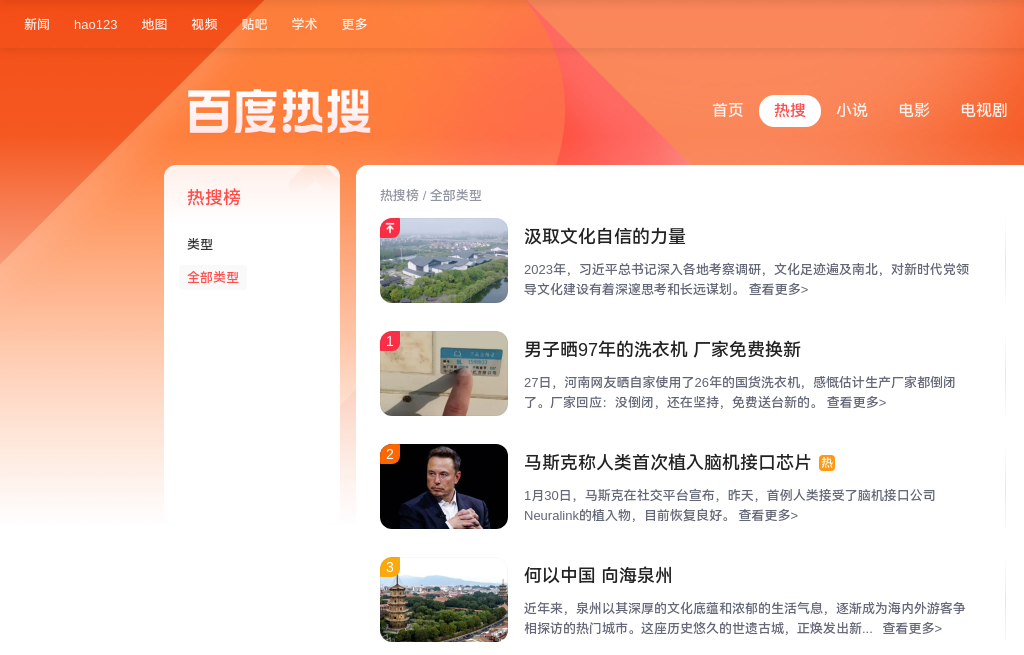 新闻 hao123 地图 视频 贴吧 学术 更多
百度热搜
首页 热搜 小说 电影 电视剧
热搜榜
类型
全部类型
热搜榜 / 全部类型
汲取文化自信的力量
2023年，习近平总书记深入各地考察调研，文化足迹遍及南北，对新时代党领
导文化建设有着深邃思考和长远谋划。 查看更多>
1
男子晒97年的洗衣机 厂家免费换新
27日，河南网友晒自家使用了26年的国货洗衣机，感慨估计生产厂家都倒闭
了。厂家回应：没倒闭，还在坚持，免费送台新的。 查看更多>
2
马斯克称人类首次植入脑机接口芯片 热
1月30日，马斯克在社交平台宣布，昨天，首例人类接受了脑机接口公司
Neuralink的植入物，目前恢复良好。 查看更多>
3
何以中国 向海泉州
近年来，泉州以其深厚的文化底蕴和浓郁的生活气息，逐渐成为海内外游客争
相探访的热门城市。这座历史悠久的世遗古城，正焕发出新... 查看更多>